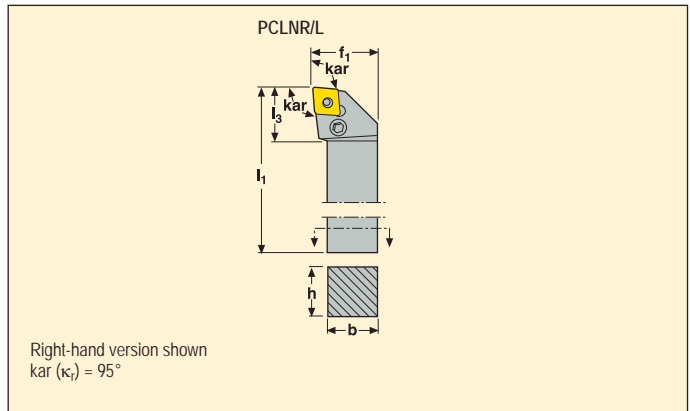 PCLNR/L
f₁
kar
kar
l₃
l₁
h
b
Right-hand version shown
kar (κᵣ) = 95°